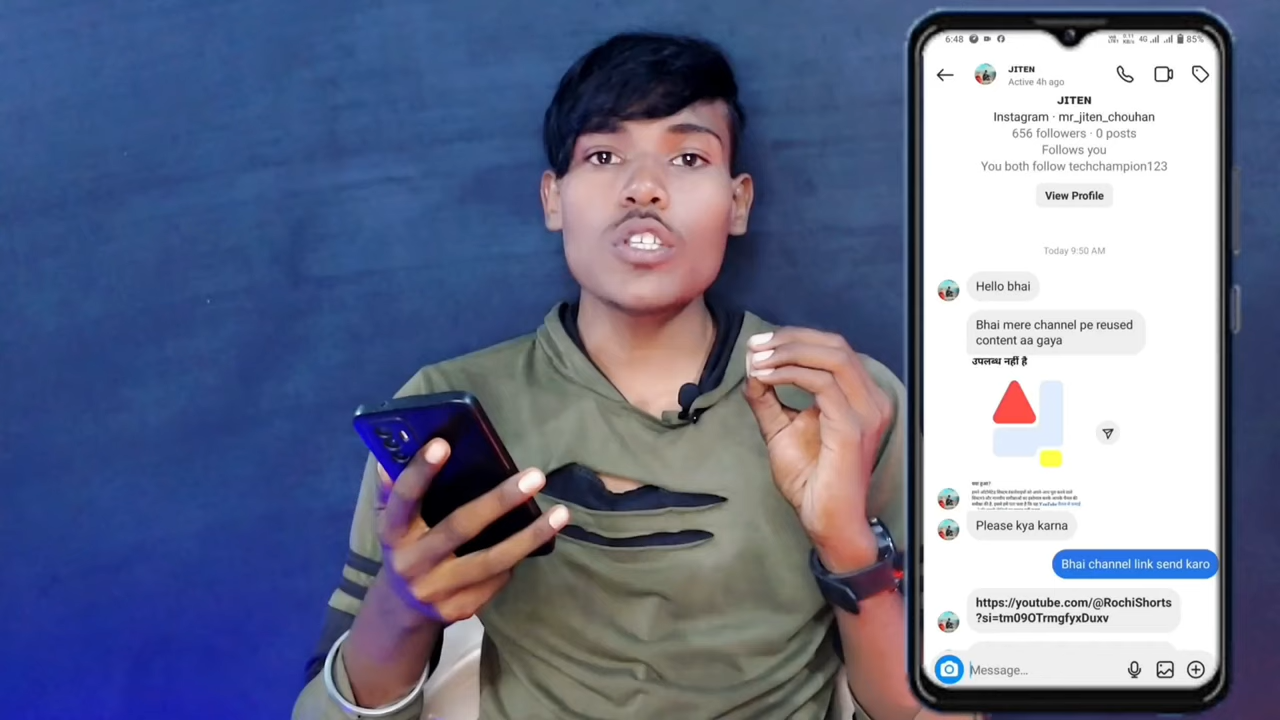 6:48
4G
85%
JITEN
Active 4h ago
JITEN
Instagram · mr_jiten_chouhan
656 followers · 0 posts
Follows you
You both follow techchampion123
View Profile
Today 9:50 AM
Hello bhai
Bhai mere channel pe reused
content aa gaya
उपलब्ध नहीं है
क्या हुआ?
Please kya karna
Bhai channel link send karo
https://youtube.com/@RochiShorts
?si=tm09OTrmgfyxDuxv
Message...